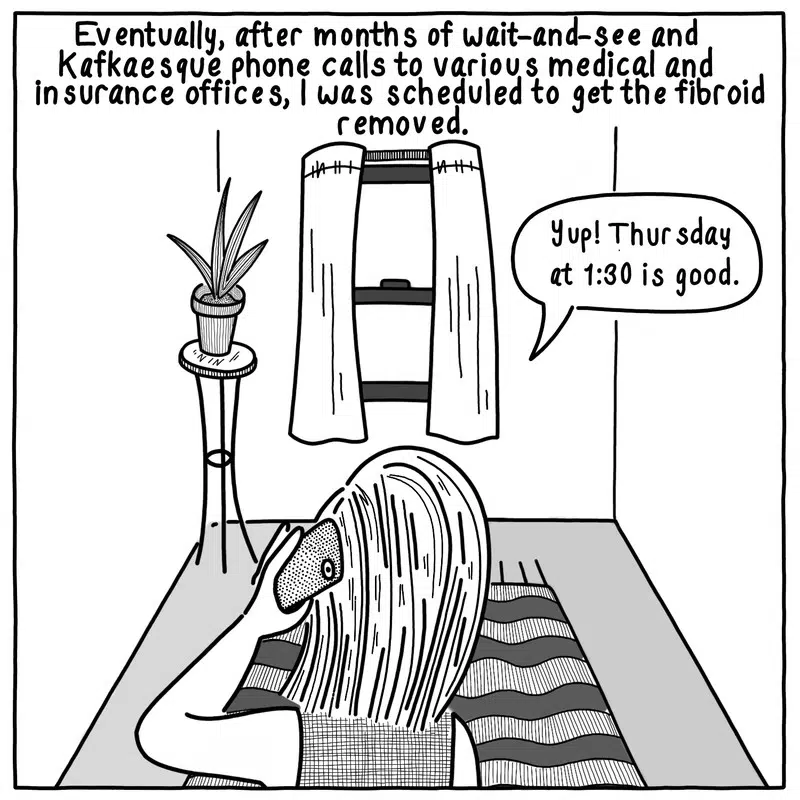 Eventually, after months of wait-and-see and
Kafkaesque phone calls to various medical and
insurance offices, I was scheduled to get the fibroid
removed.
Yup! Thursday
at 1:30 is good.